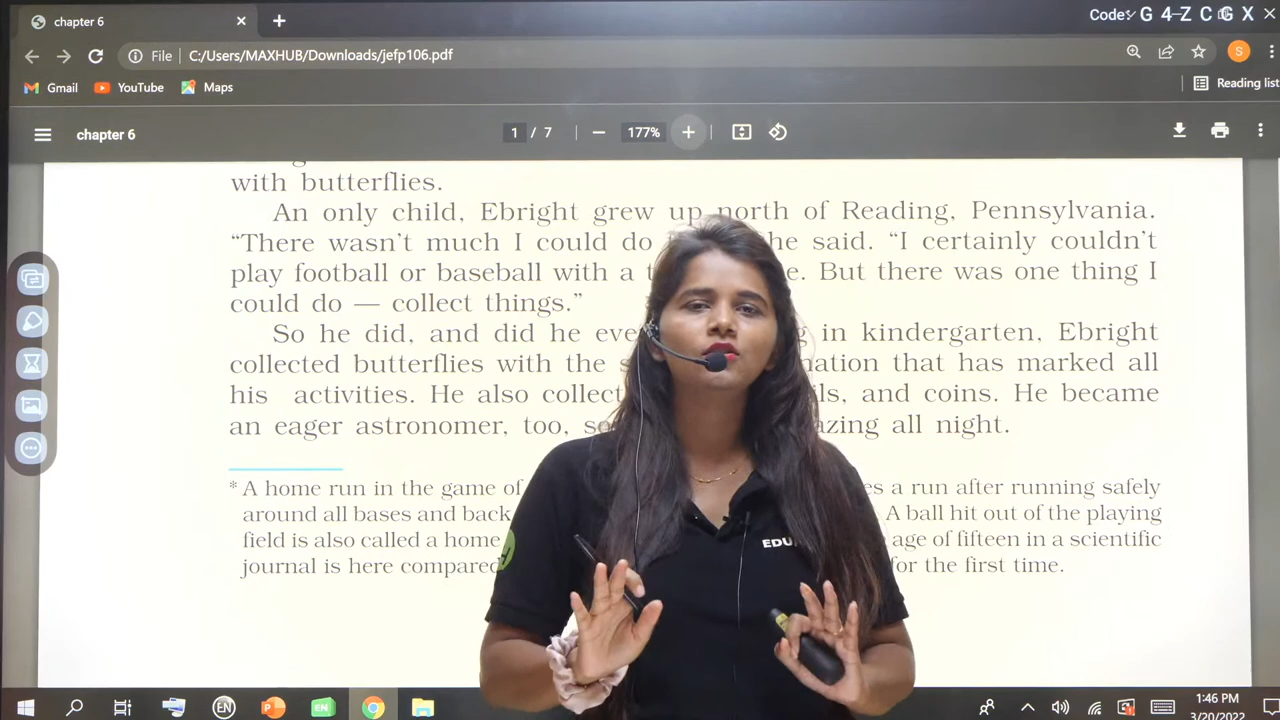 chapter 6
Code: G 4 Z C G X
File C:/Users/MAXHUB/Downloads/jefp106.pdf
Gmail YouTube Maps
Reading list
S
chapter 6
1 / 7 177%
with butterflies.
An only child, Ebright grew up north of Reading, Pennsylvania.
“There wasn’t much I could do he said. “I certainly couldn’t
play football or baseball with a e. But there was one thing I
could do — collect things.”
So he did, and did he in kindergarten, Ebright
collected butterflies with the that has marked all
his activities. He also collect and coins. He became
an eager astronomer, too, all night.
* A home run in the game of a run after running safely
around all bases and back A ball hit out of the playing
field is also called a home age of fifteen in a scientific
journal is here compared for the first time.
EDU
EN
EN
1:46 PM
3/20/2022